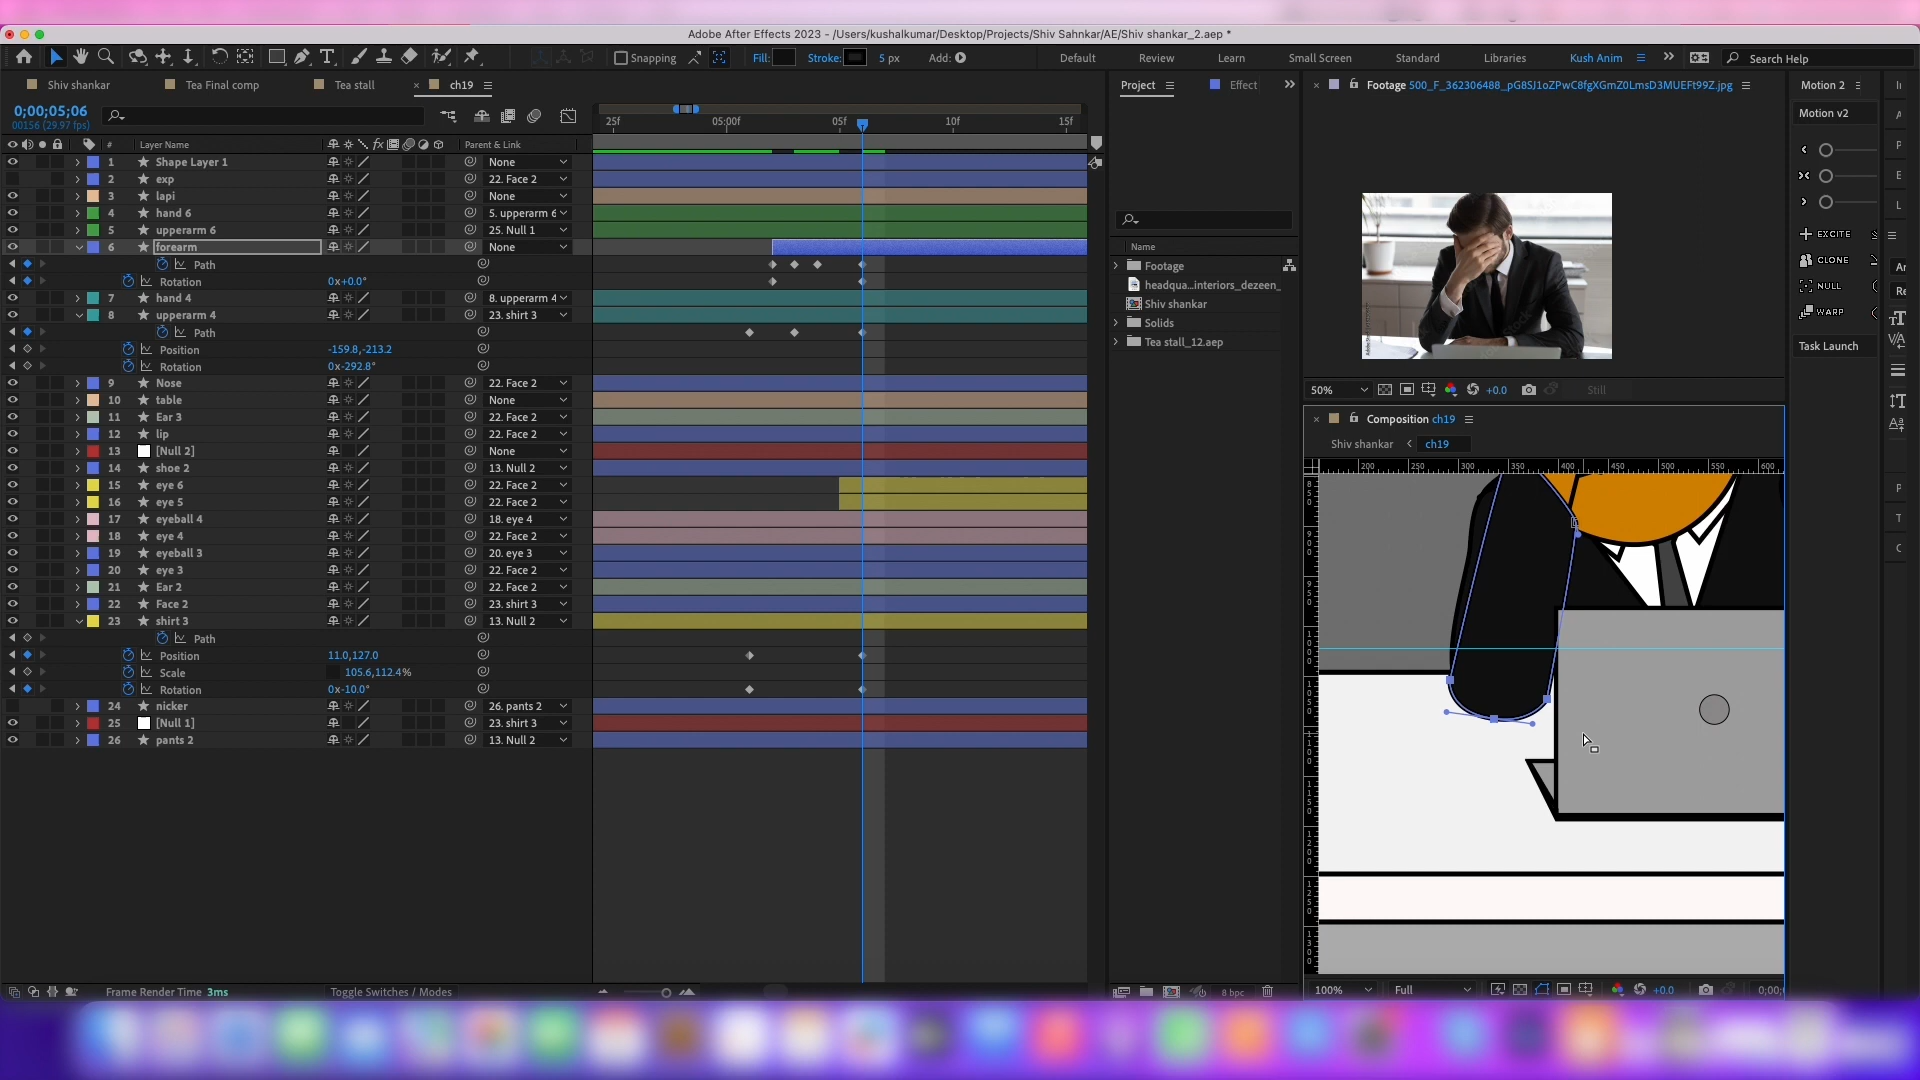 Adobe After Effects 2023 - /Users/kushalkumar/Desktop/Projects/Shiv Sahnkar/AE/Shiv shankar_2.aep *
Snapping Fill: Stroke: 5 px Add: Default Review Learn Small Screen Standard Libraries Kush Anim Search Help
Shiv shankar Tea Final comp Tea stall ch19
0;00;05;06
00156 (29.97 fps)
25f 05:00f 05f 10f 15f
# Layer Name fx Parent & Link
1 Shape Layer 1 None
2 exp 22. Face 2
3 lapi None
4 hand 6 5. upperarm 6
5 upperarm 6 25. Null 1
6 forearm None
Path
Rotation 0x+0.0°
7 hand 4 8. upperarm 4
8 upperarm 4 23. shirt 3
Path
Position -159.8,-213.2
Rotation 0x-292.8°
9 Nose 22. Face 2
10 table None
11 Ear 3 22. Face 2
12 lip 22. Face 2
13 [Null 2] None
14 shoe 2 13. Null 2
15 eye 6 22. Face 2
16 eye 5 22. Face 2
17 eyeball 4 18. eye 4
18 eye 4 22. Face 2
19 eyeball 3 20. eye 3
20 eye 3 22. Face 2
21 Ear 2 22. Face 2
22 Face 2 23. shirt 3
23 shirt 3 13. Null 2
Path
Position 11.0,127.0
Scale 105.6,112.4%
Rotation 0x-10.0°
24 nicker 26. pants 2
25 [Null 1] 23. shirt 3
26 pants 2 13. Null 2
Frame Render Time 3ms Toggle Switches / Modes
Project Effect
Name
Footage
headqua...interiors_dezeen_
Shiv shankar
Solids
Tea stall_12.aep
8 bpc
Footage 500_F_362306488_pG8SJ1oZPwC8fgXGmZ0LmsD3MUEFt99Z.jpg
50% +0.0 Still
Composition ch19
Shiv shankar < ch19
200 250 300 350 400 450 500 550 600
100% Full +0.0 0;00;
Motion 2
Motion v2
EXCITE
CLONE
NULL
WARP
Task Launch